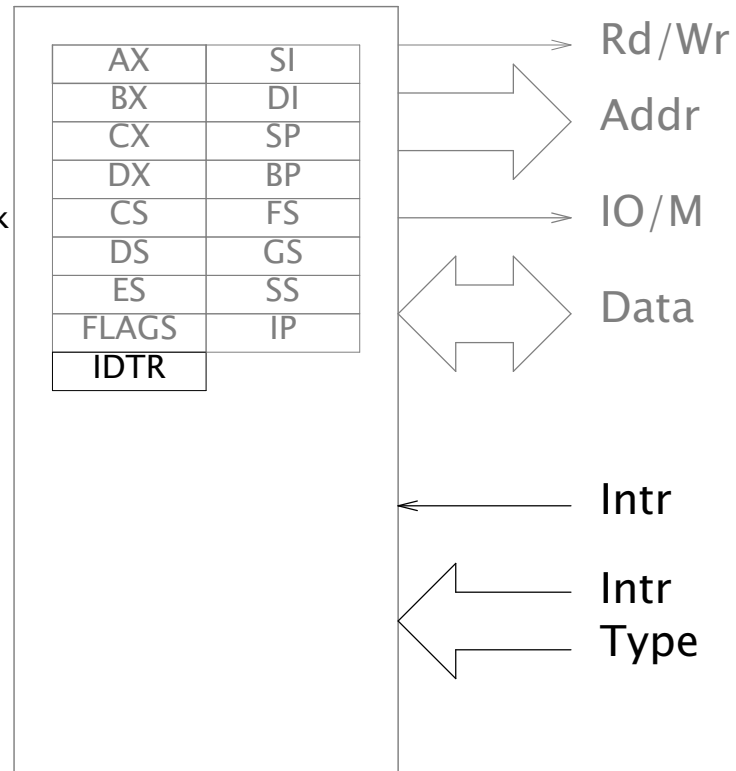 AX SI
BX DI
CX SP
DX BP
CS FS
DS GS
ES SS
FLAGS IP
IDTR
Rd/Wr
Addr
IO/M
Data
Intr
Intr
Type